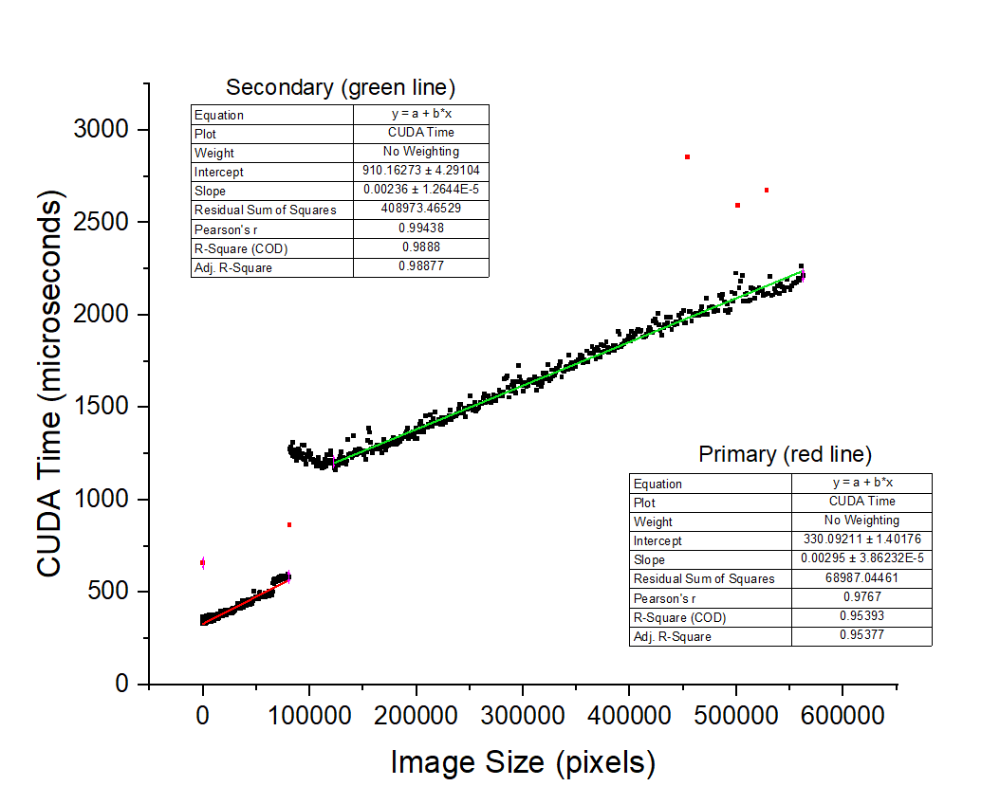 Secondary (green line)
Equation y = a + b*x
Plot CUDA Time
Weight No Weighting
Intercept 910.16273 ± 4.29104
Slope 0.00236 ± 1.2644E-5
Residual Sum of Squares 408973.46529
Pearson's r 0.99438
R-Square (COD) 0.9888
Adj. R-Square 0.98877
3000
2500
2000
1500
1000
500
0
CUDA Time (microseconds)
Primary (red line)
Equation y = a + b*x
Plot CUDA Time
Weight No Weighting
Intercept 330.09211 ± 1.40176
Slope 0.00295 ± 3.86232E-5
Residual Sum of Squares 68987.04461
Pearson's r 0.9767
R-Square (COD) 0.95393
Adj. R-Square 0.95377
0 100000 200000 300000 400000 500000 600000
Image Size (pixels)